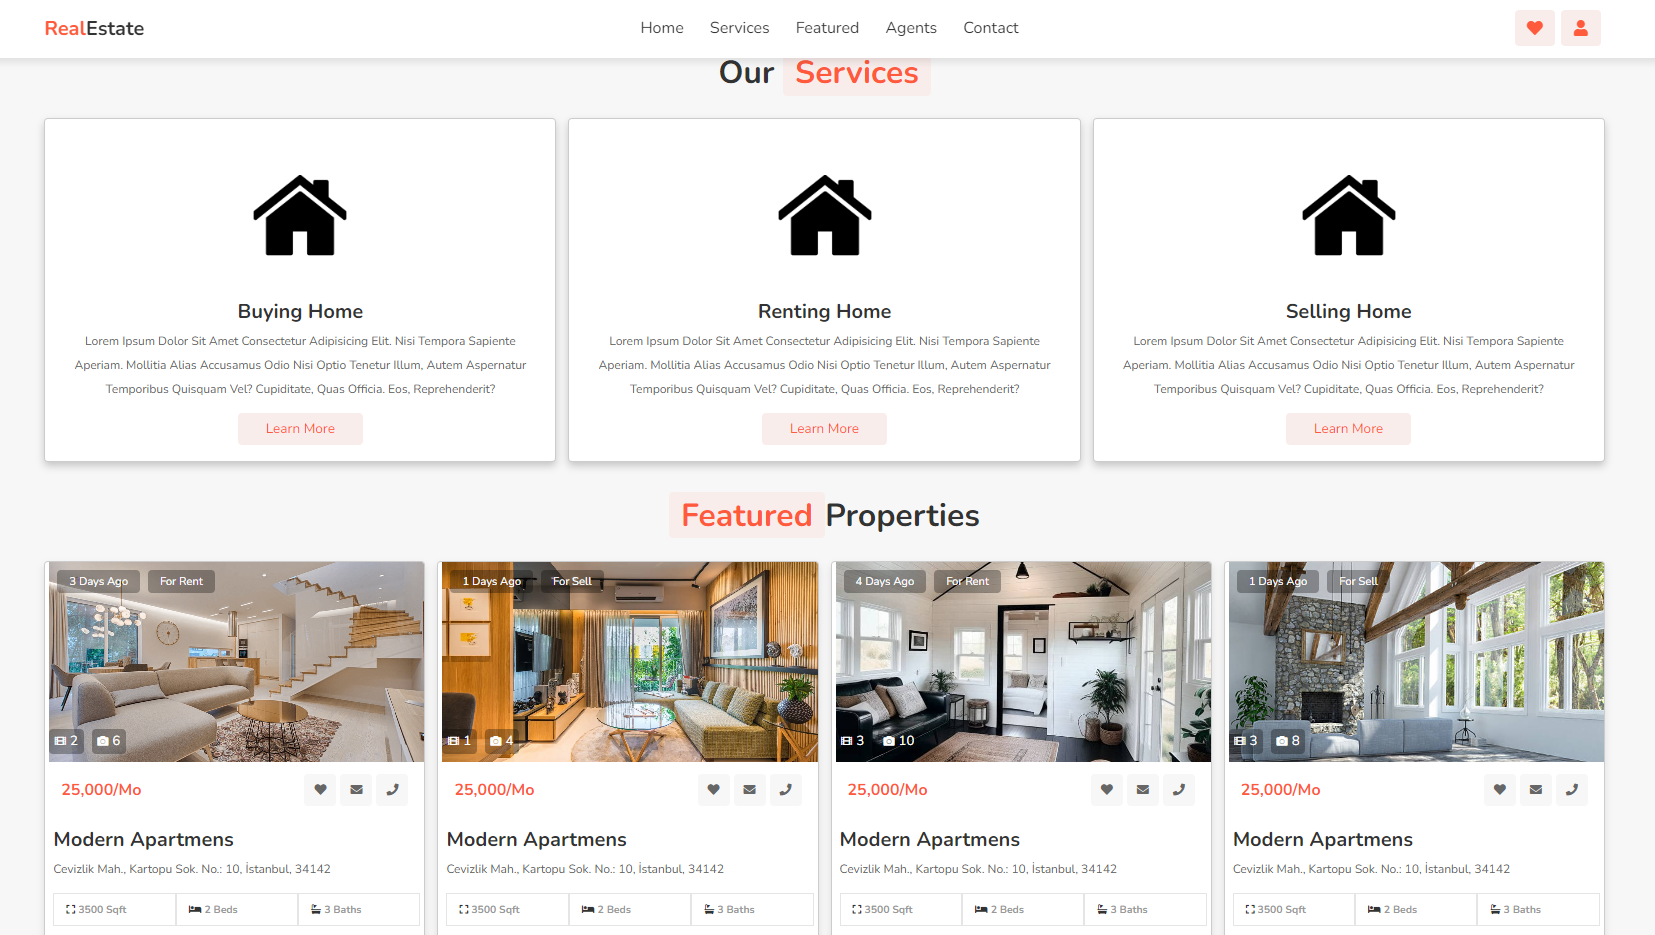 RealEstate
Home Services Featured Agents Contact
Our Services
Buying Home
Lorem Ipsum Dolor Sit Amet Consectetur Adipisicing Elit. Nisi Tempora Sapiente
Aperiam. Mollitia Alias Accusamus Odio Nisi Optio Tenetur Illum, Autem Aspernatur
Temporibus Quisquam Vel? Cupiditate, Quas Officia. Eos, Reprehenderit?
Learn More
Renting Home
Lorem Ipsum Dolor Sit Amet Consectetur Adipisicing Elit. Nisi Tempora Sapiente
Aperiam. Mollitia Alias Accusamus Odio Nisi Optio Tenetur Illum, Autem Aspernatur
Temporibus Quisquam Vel? Cupiditate, Quas Officia. Eos, Reprehenderit?
Learn More
Selling Home
Lorem Ipsum Dolor Sit Amet Consectetur Adipisicing Elit. Nisi Tempora Sapiente
Aperiam. Mollitia Alias Accusamus Odio Nisi Optio Tenetur Illum, Autem Aspernatur
Temporibus Quisquam Vel? Cupiditate, Quas Officia. Eos, Reprehenderit?
Learn More
Featured Properties
3 Days Ago For Rent
2 6
25,000/Mo
Modern Apartmens
Cevizlik Mah., Kartopu Sok. No.: 10, İstanbul, 34142
3500 Sqft 2 Beds 3 Baths
1 Days Ago For Sell
1 4
25,000/Mo
Modern Apartmens
Cevizlik Mah., Kartopu Sok. No.: 10, İstanbul, 34142
3500 Sqft 2 Beds 3 Baths
4 Days Ago For Rent
3 10
25,000/Mo
Modern Apartmens
Cevizlik Mah., Kartopu Sok. No.: 10, İstanbul, 34142
3500 Sqft 2 Beds 3 Baths
1 Days Ago For Sell
3 8
25,000/Mo
Modern Apartmens
Cevizlik Mah., Kartopu Sok. No.: 10, İstanbul, 34142
3500 Sqft 2 Beds 3 Baths